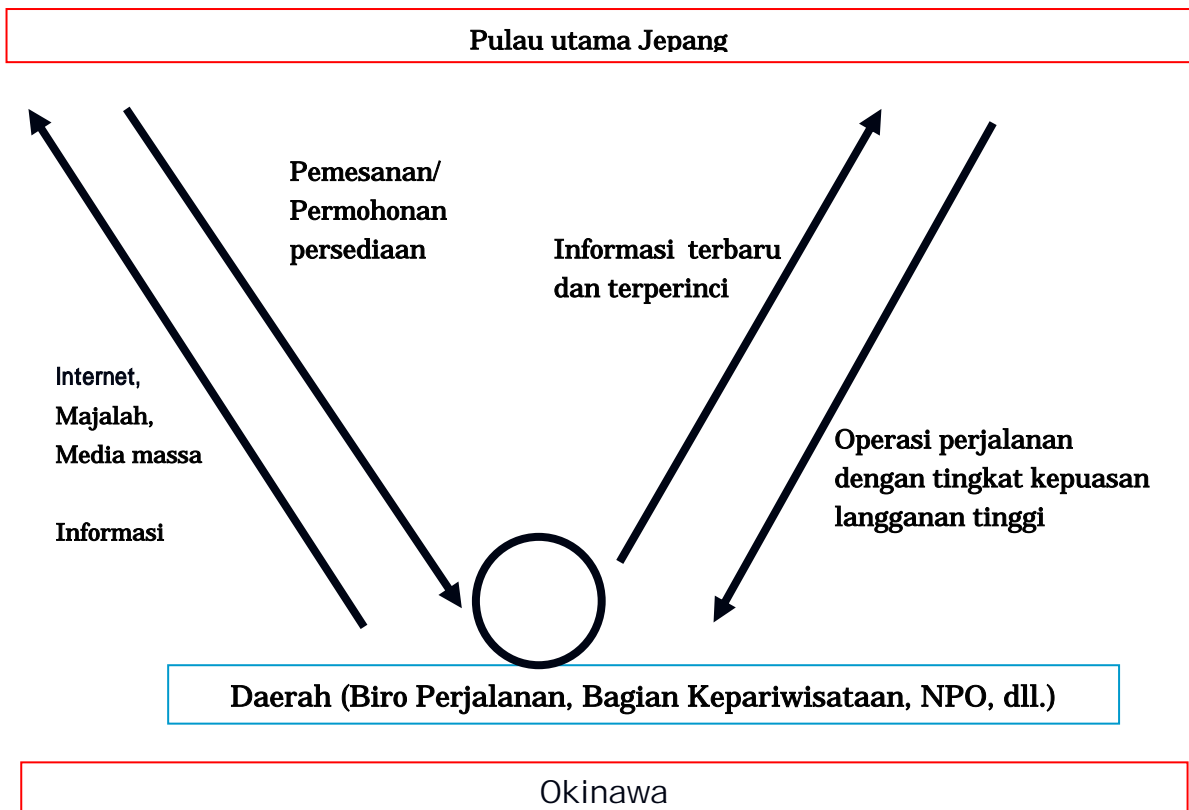 Pulau utama Jepang
Pemesanan/
Permohonan
persediaan
Informasi terbaru
dan terperinci
Internet,
Majalah,
Media massa
Informasi
Operasi perjalanan
dengan tingkat kepuasan
langganan tinggi
Daerah (Biro Perjalanan, Bagian Kepariwisataan, NPO, dll.)
Okinawa